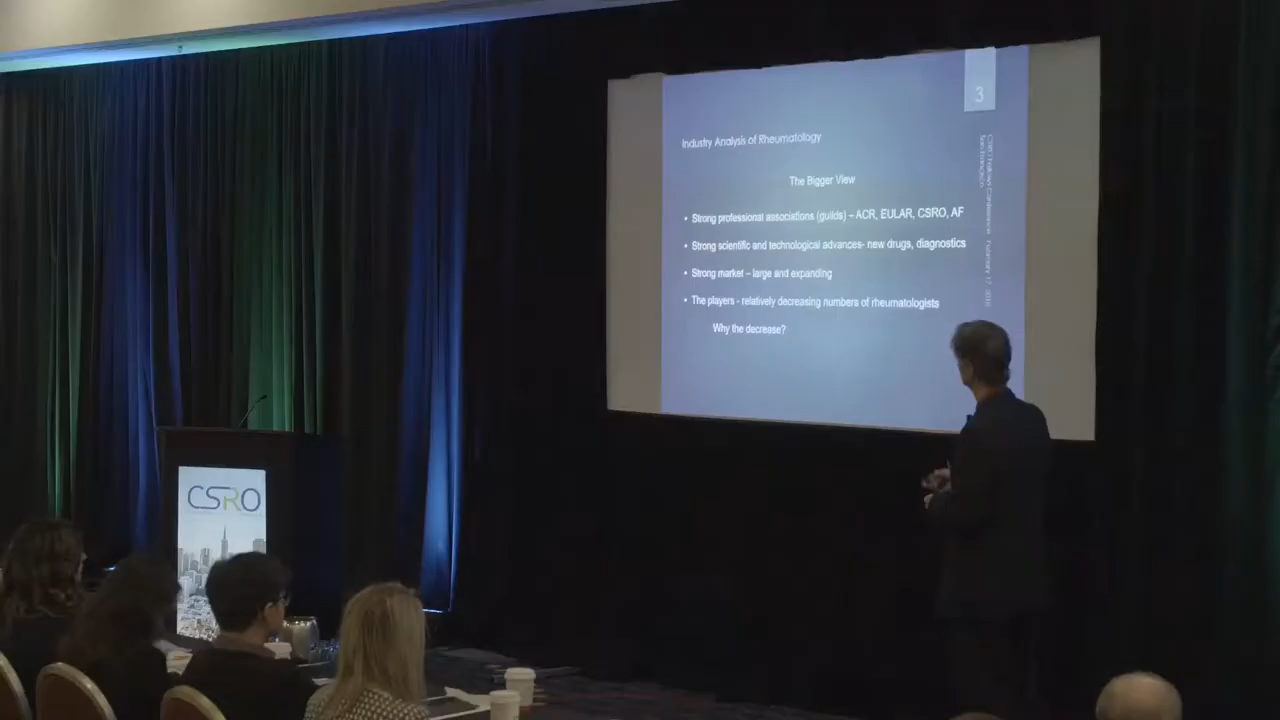 3
Industry Analysis of Rheumatology
The Bigger View
• Strong professional associations (guilds) – ACR, EULAR, CSRO, AF
• Strong scientific and technological advances- new drugs, diagnostics
• Strong market – large and expanding
• The players - relatively decreasing numbers of rheumatologists
Why the decrease?
CSRO